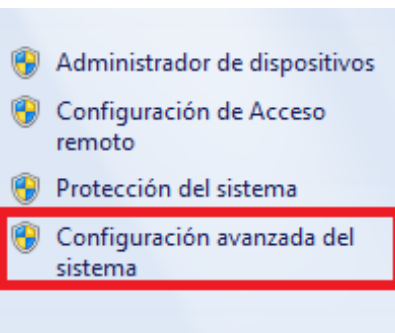 Administrador de dispositivos
Configuración de Acceso
remoto
Protección del sistema
Configuración avanzada del
sistema